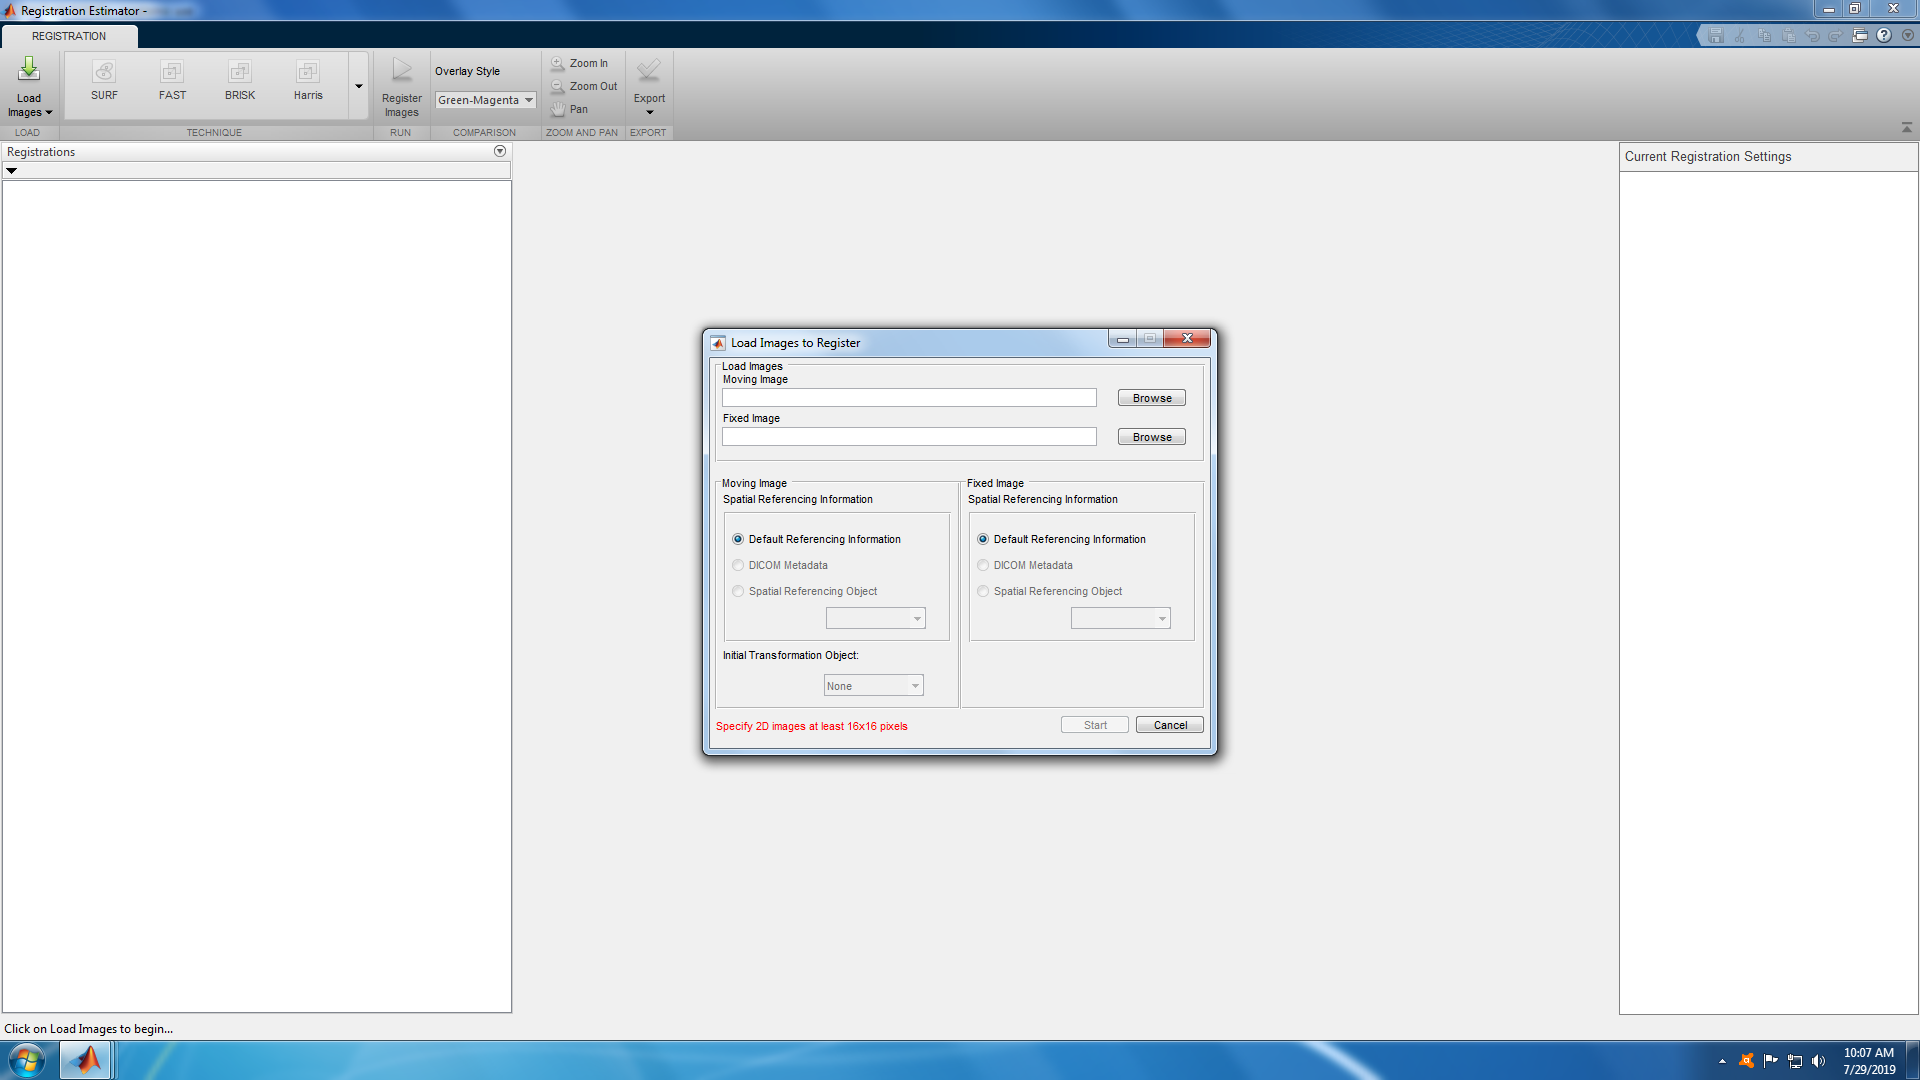 Registration Estimator -
REGISTRATION
Load
Images
SURF
FAST
BRISK
Harris
Register
Images
Overlay Style
Green-Magenta
Zoom In
Zoom Out
Pan
Export
LOAD
TECHNIQUE
RUN
COMPARISON
ZOOM AND PAN
EXPORT
Registrations
Current Registration Settings
Load Images to Register
Load Images
Moving Image
Browse
Fixed Image
Browse
Moving Image
Spatial Referencing Information
Default Referencing Information
DICOM Metadata
Spatial Referencing Object
Initial Transformation Object:
None
Fixed Image
Spatial Referencing Information
Default Referencing Information
DICOM Metadata
Spatial Referencing Object
Specify 2D images at least 16x16 pixels
Start
Cancel
Click on Load Images to begin...
10:07 AM
7/29/2019